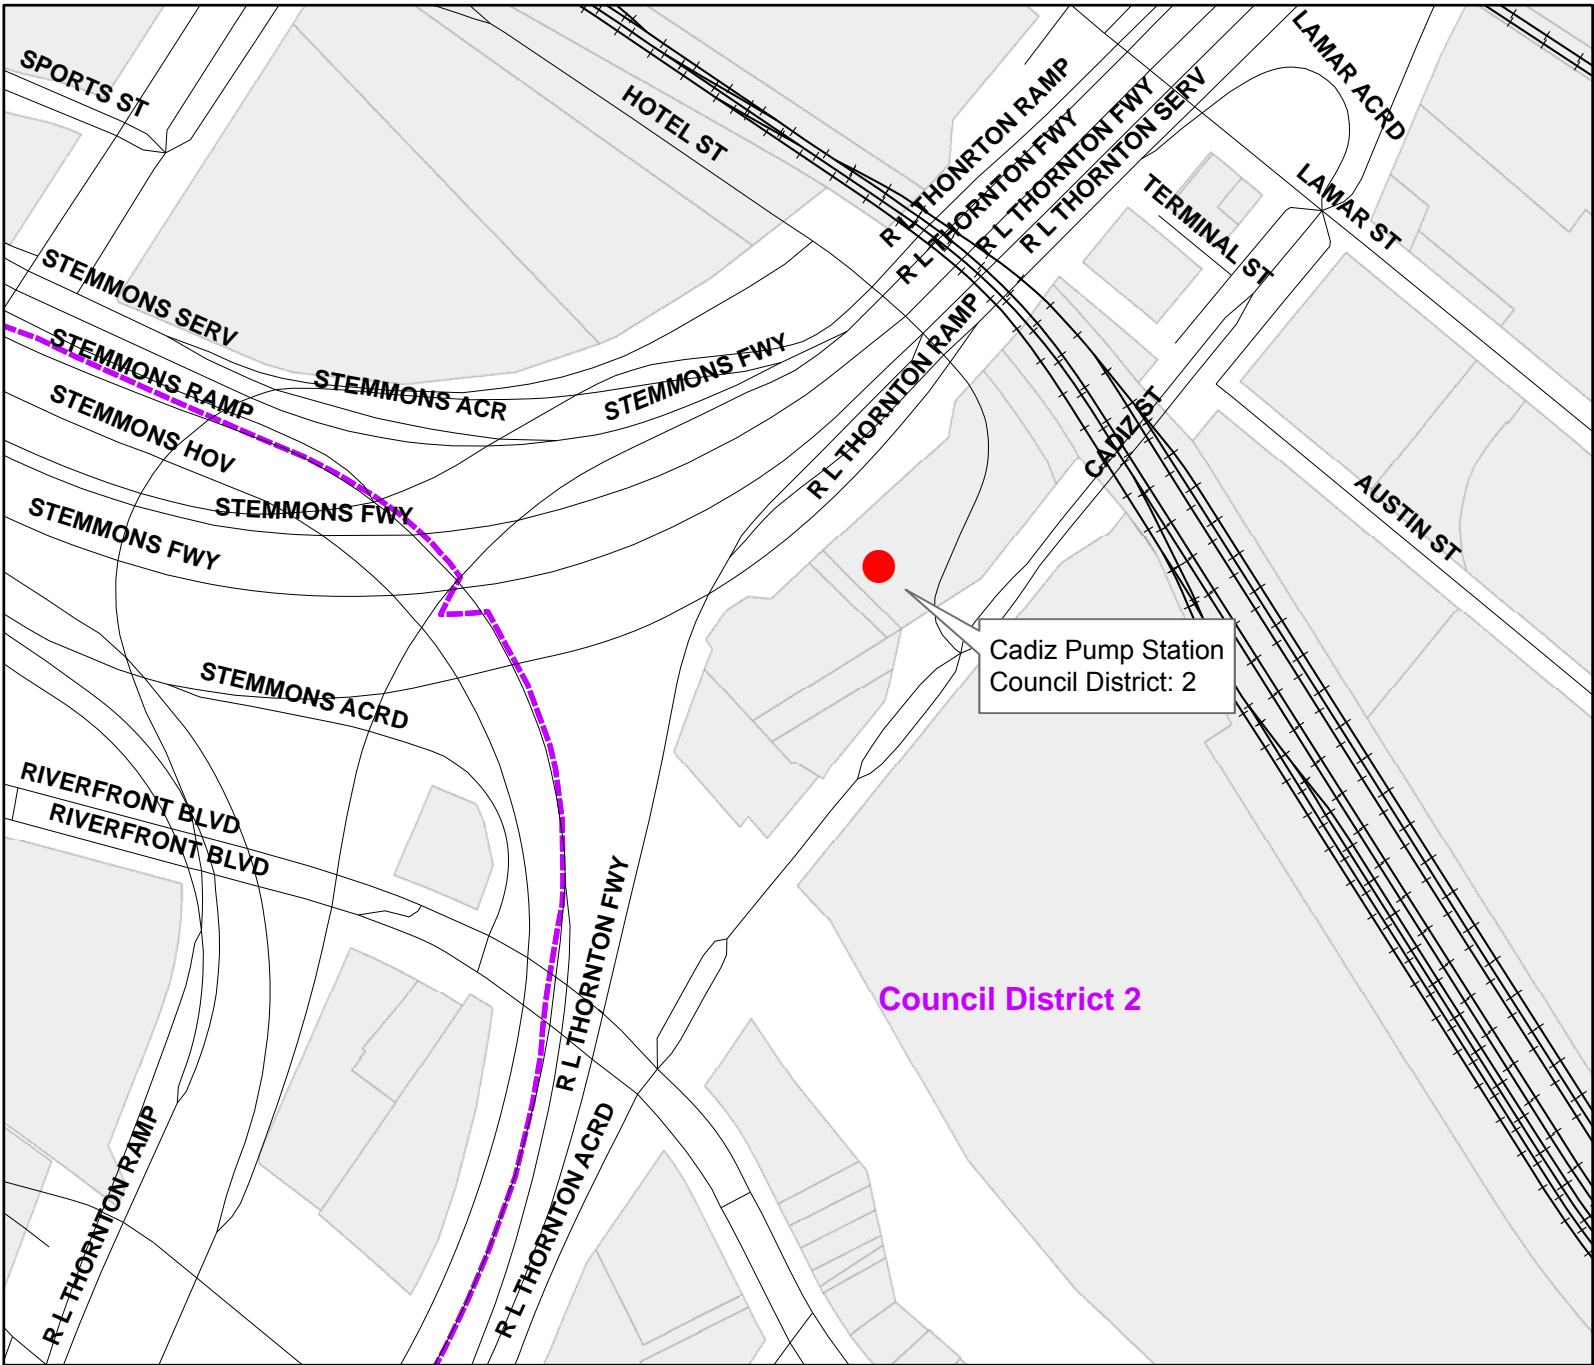 SPORTS ST
HOTEL ST
R L THONRTON RAMP
R L THORNTON FWY
R L THORNTON FWY
R L THORNTON SERV
LAMAR ACRD
LAMAR ST
TERMINAL ST
STEMMONS SERV
STEMMONS RAMP
STEMMONS HOV
STEMMONS ACR
STEMMONS FWY
R L THORNTON RAMP
CADIZ ST
AUSTIN ST
STEMMONS FWY
STEMMONS FWY
Cadiz Pump Station
Council District: 2
STEMMONS ACRD
RIVERFRONT BLVD
RIVERFRONT BLVD
R L THORNTON FWY
Council District 2
R L THORNTON RAMP
R L THORNTON ACRD